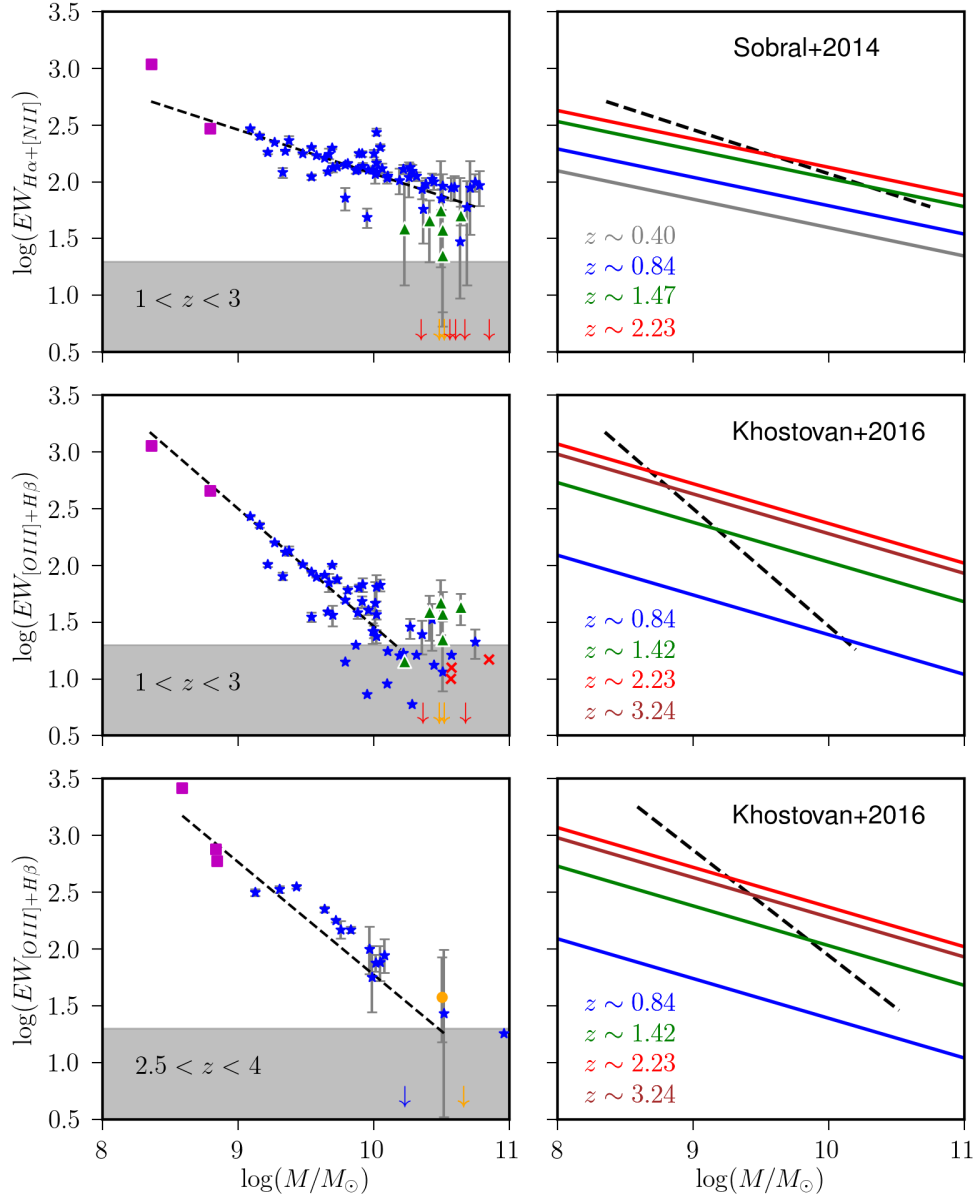 3.5
3.0
2.5
2.0
1.5
1.0
0.5
log(EW_{Hα+[NII]})
1 < z < 3
Sobral+2014
z ∼ 0.40
z ∼ 0.84
z ∼ 1.47
z ∼ 2.23
3.5
3.0
2.5
2.0
1.5
1.0
0.5
log(EW_{[OIII]+Hβ})
1 < z < 3
Khostovan+2016
z ∼ 0.84
z ∼ 1.42
z ∼ 2.23
z ∼ 3.24
3.5
3.0
2.5
2.0
1.5
1.0
0.5
log(EW_{[OIII]+Hβ})
2.5 < z < 4
8 9 10 11
log(M/M_⊙)
Khostovan+2016
z ∼ 0.84
z ∼ 1.42
z ∼ 2.23
z ∼ 3.24
8 9 10 11
log(M/M_⊙)